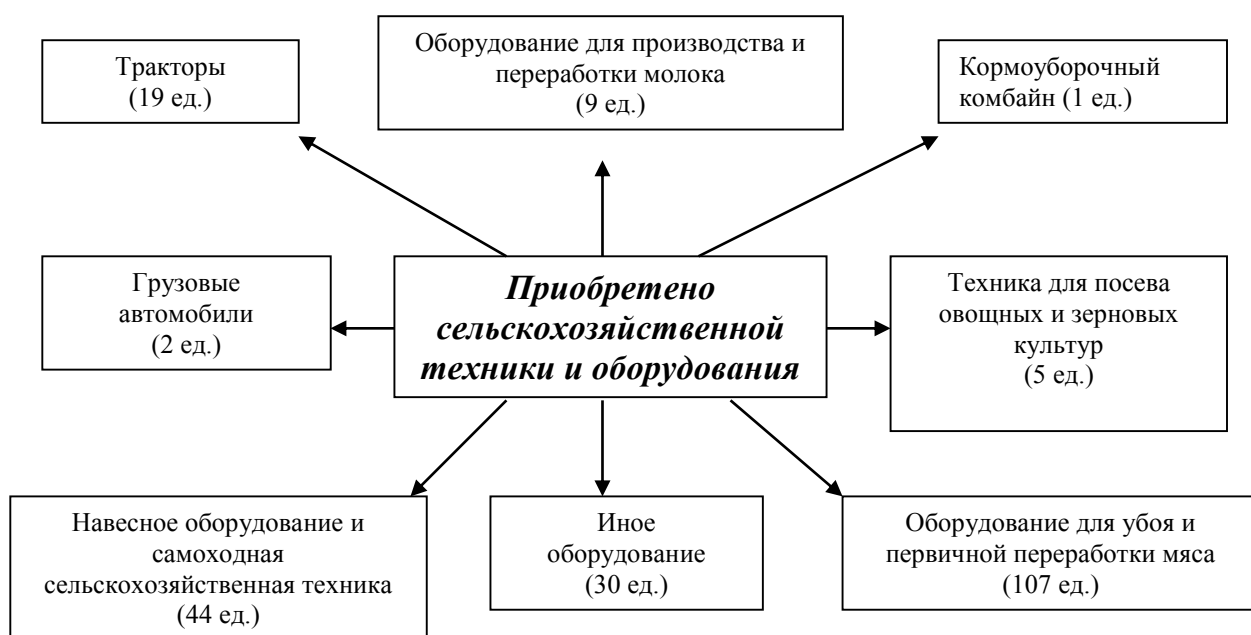 Тракторы
(19 ед.)
Оборудование для производства и
переработки молока
(9 ед.)
Кормоуборочный
комбайн (1 ед.)
Грузовые
автомобили
(2 ед.)
Приобретено
сельскохозяйственной
техники и оборудования
Техника для посева
овощных и зерновых
культур
(5 ед.)
Навесное оборудование и
самоходная
сельскохозяйственная техника
(44 ед.)
Иное
оборудование
(30 ед.)
Оборудование для убоя и
первичной переработки мяса
(107 ед.)